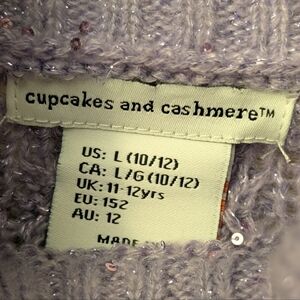 cupcakes and cashmere™
US: L (10/12)
CA: L/G (10/12)
UK: 11-12yrs
EU: 152
AU: 12
MADE